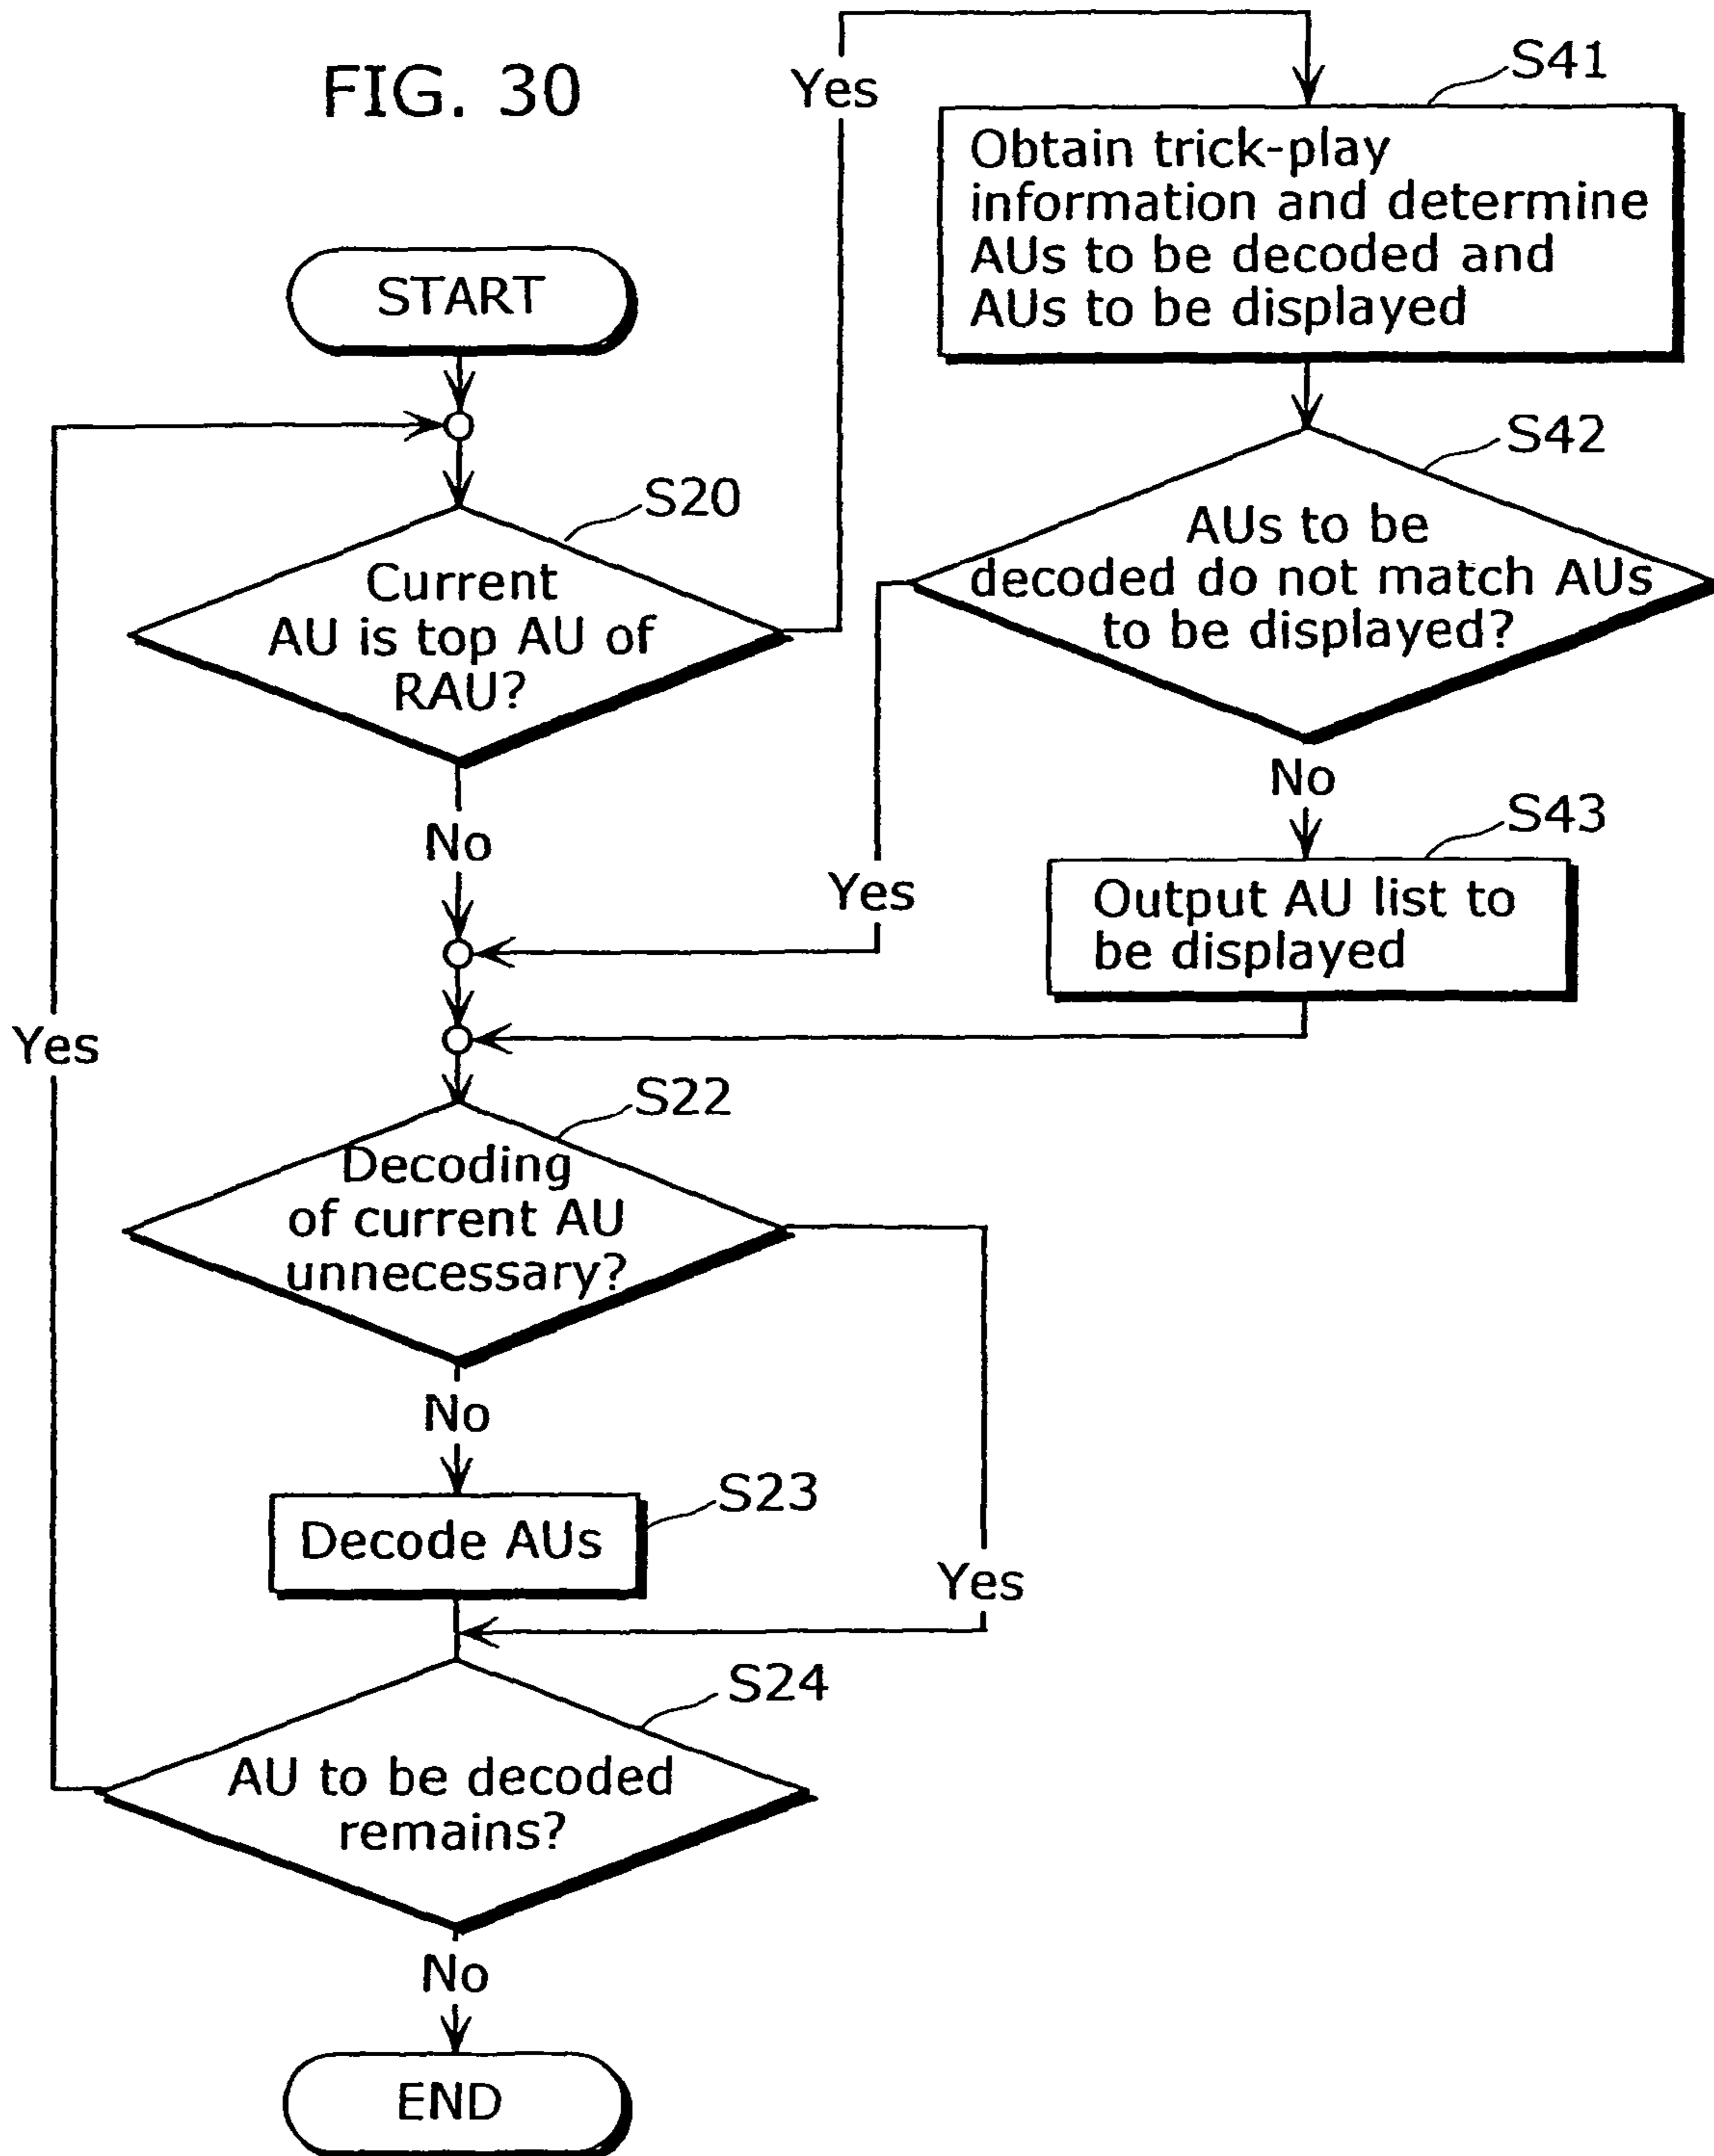 FIG. 30
START
S20
Current
AU is top AU of
RAU?
Yes
No
S41
Obtain trick-play
information and determine
AUs to be decoded and
AUs to be displayed
S42
AUs to be
decoded do not match AUs
to be displayed?
Yes
No
S43
Output AU list to
be displayed
S22
Decoding
of current AU
unnecessary?
Yes
No
S23
Decode AUs
S24
AU to be decoded
remains?
Yes
No
END